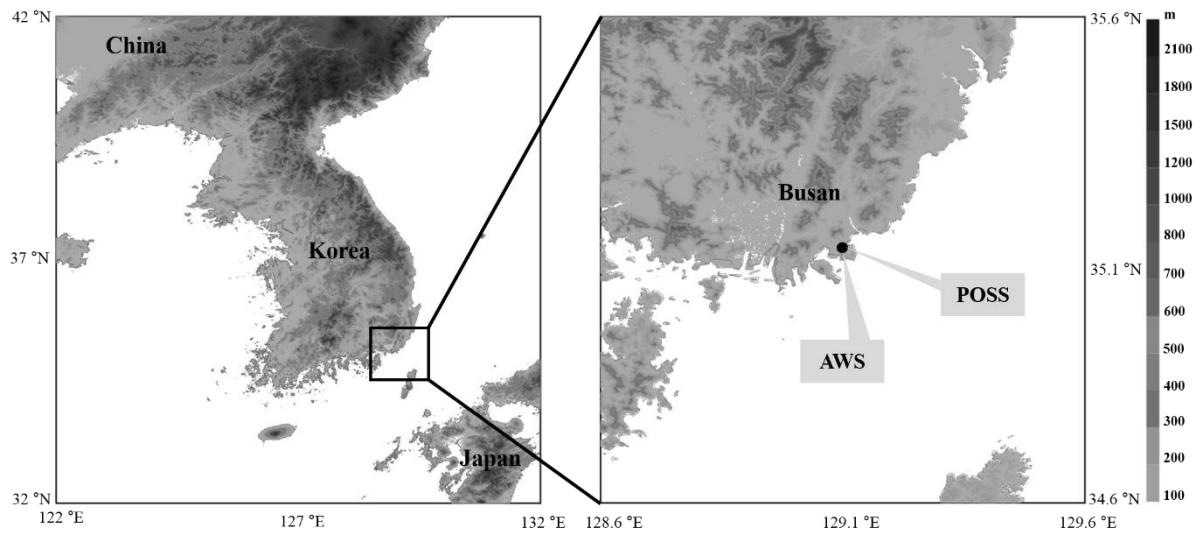 42 °N
37 °N
32 °N
122 °E
127 °E
132 °E
China
Korea
Japan
35.6 °N
35.1 °N
34.6 °N
128.6 °E
129.1 °E
129.6 °E
Busan
POSS
AWS
m
2100
1800
1500
1200
1000
800
700
600
500
400
300
200
100